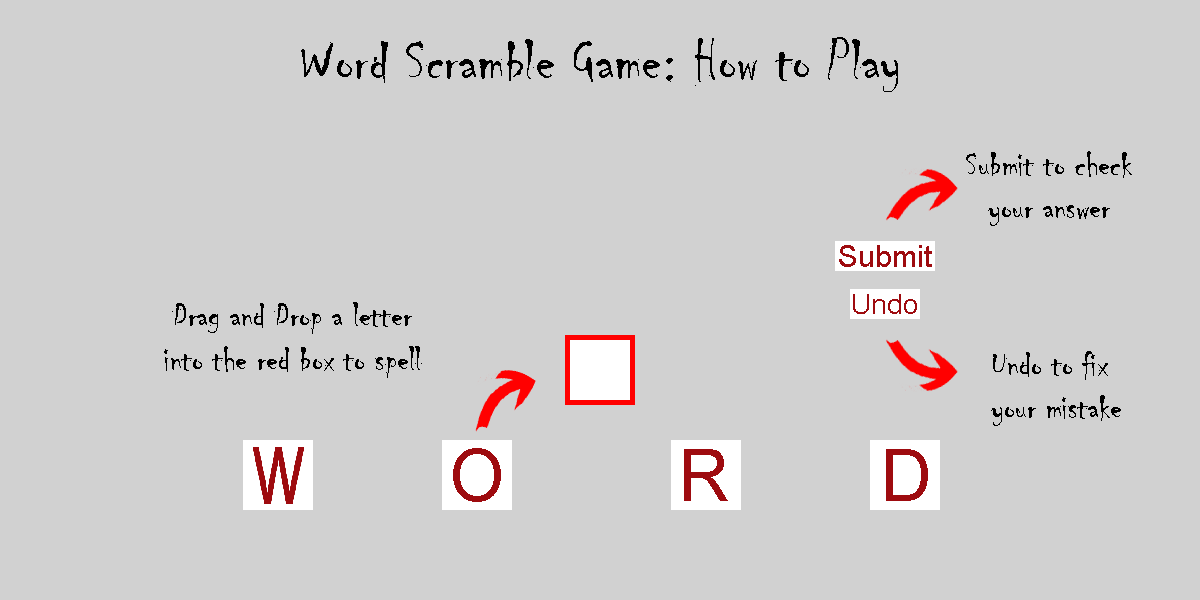 Word Scramble Game: How to Play
Submit to check
your answer
Submit
Undo
Drag and Drop a letter
into the red box to spell
Undo to fix
your mistake
W O R D